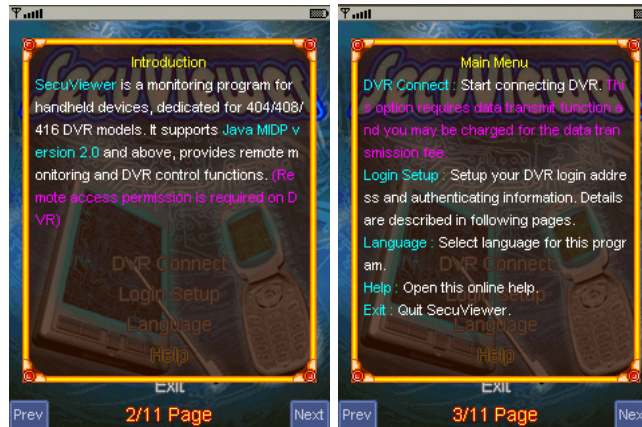 Introduction
SecuViewer is a monitoring program for
handheld devices, dedicated for 404/408/
416 DVR models. It supports Java MIDP v
ersion 2.0 and above, provides remote m
onitoring and DVR control functions. (Re
mote access permission is required on D
VR)
DVR Connect
Login Setup
Language
Help
Exit
Prev
2/11 Page
Next
Main Menu
DVR Connect : Start connecting DVR. Thi
s option requires data transmit function a
nd you may be charged for the data tran
smission fee.
Login Setup : Setup your DVR login addre
ss and authenticating information. Details
are described in following pages.
Language : Select language for this progr
am.
Help : Open this online help.
Exit : Quit SecuViewer.
Language
Help
Exit
Prev
3/11 Page
Nex